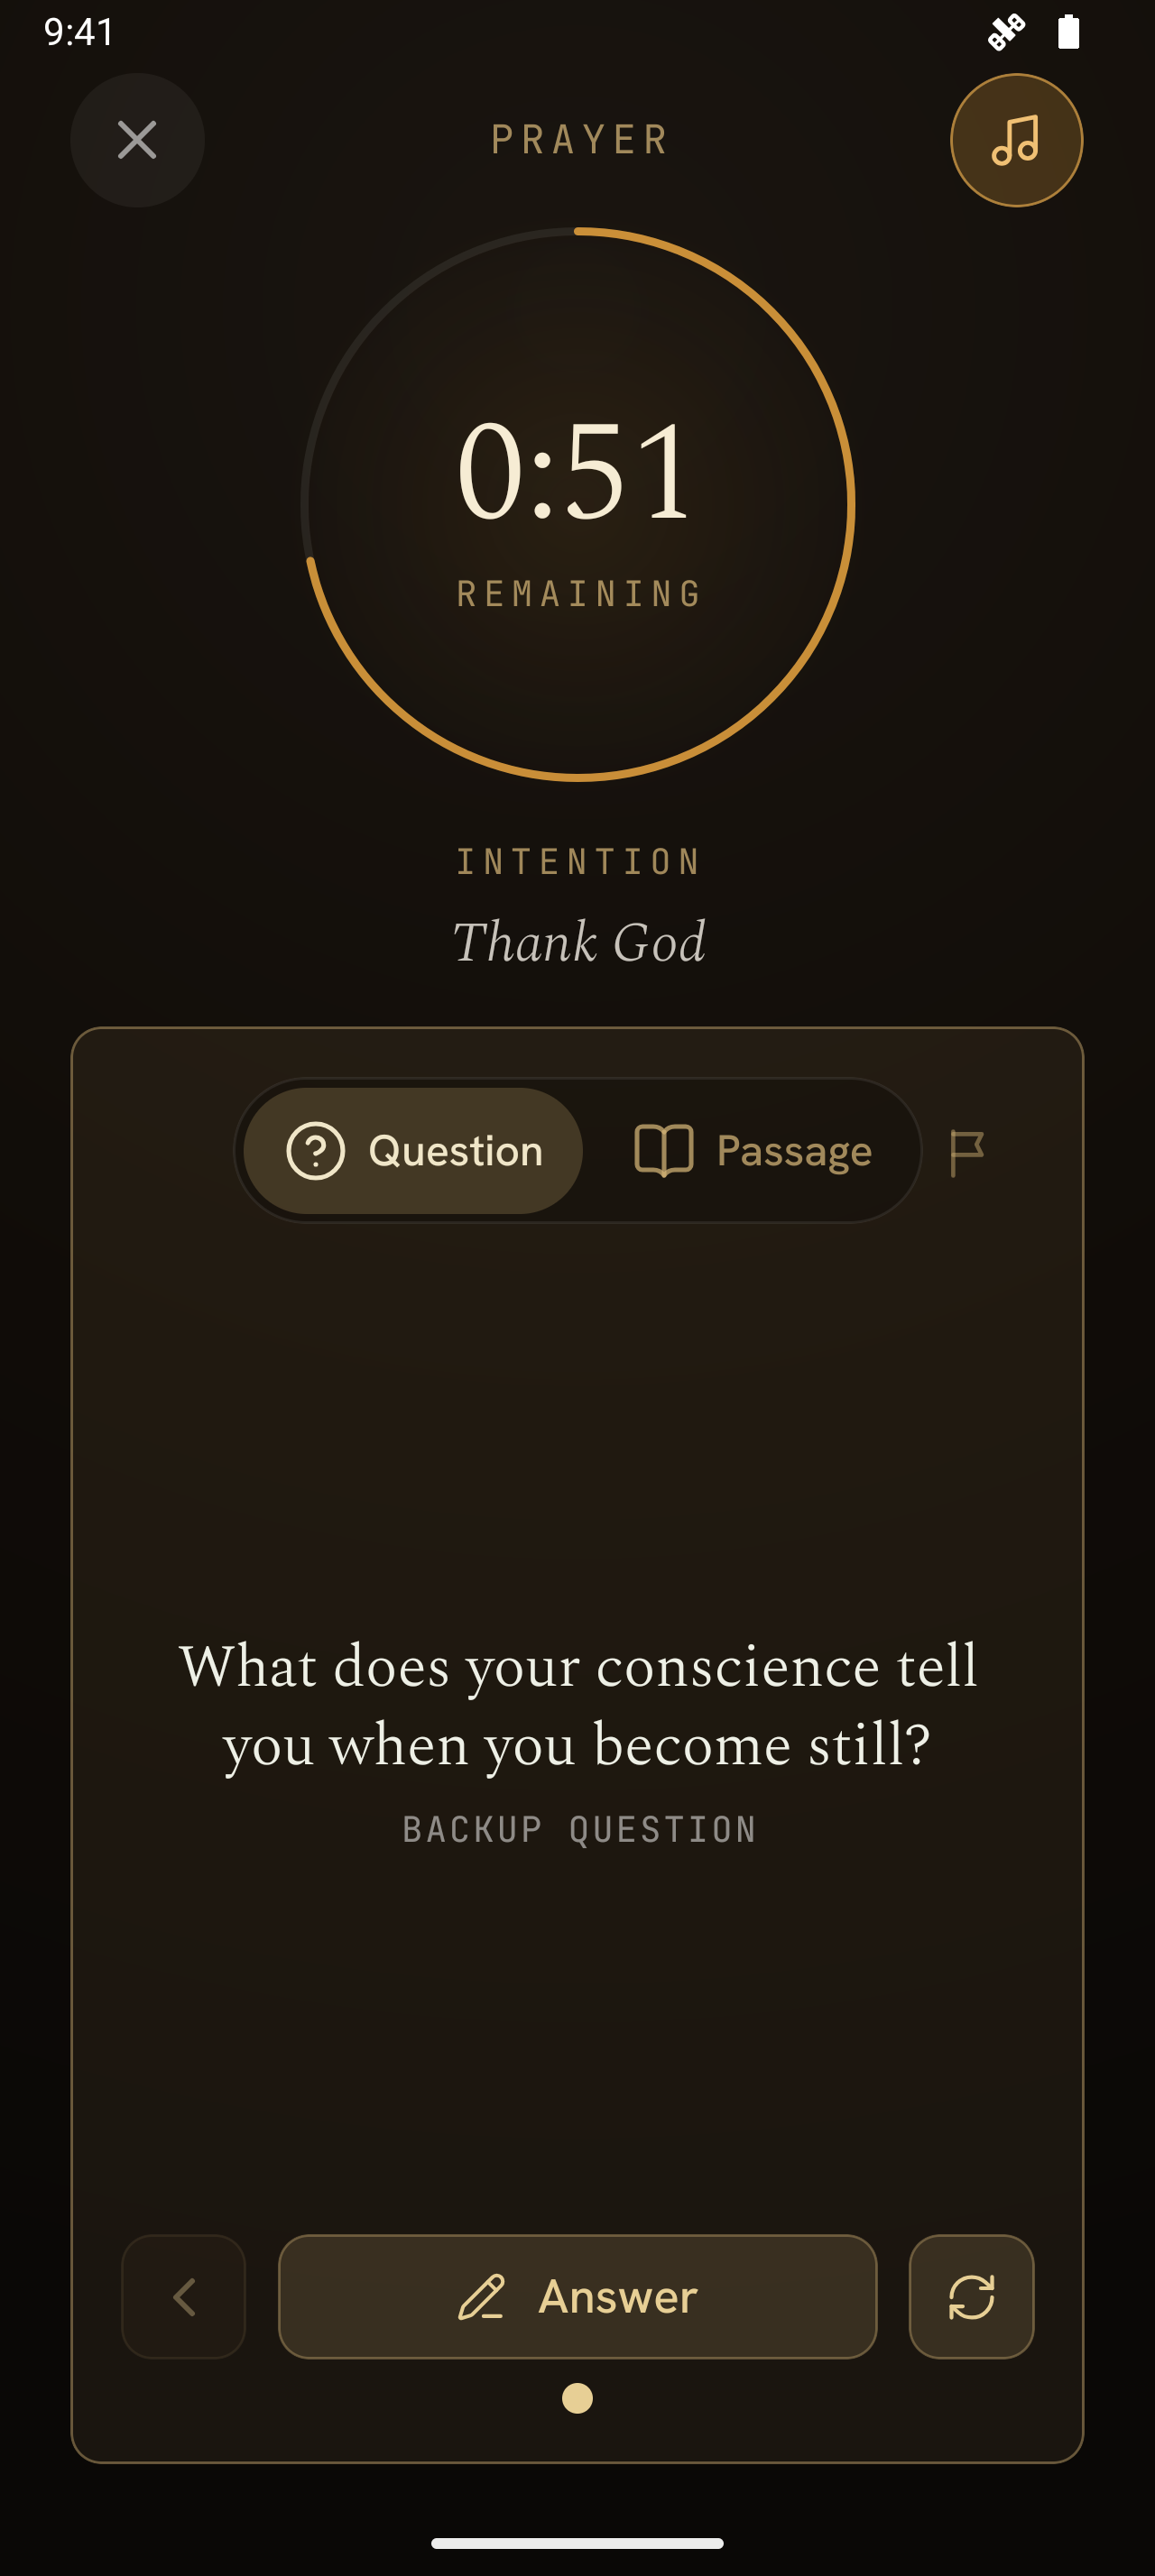 9:41
PRAYER
0:51
REMAINING
INTENTION
Thank God
Question
Passage
What does your conscience tell
you when you become still?
BACKUP QUESTION
Answer